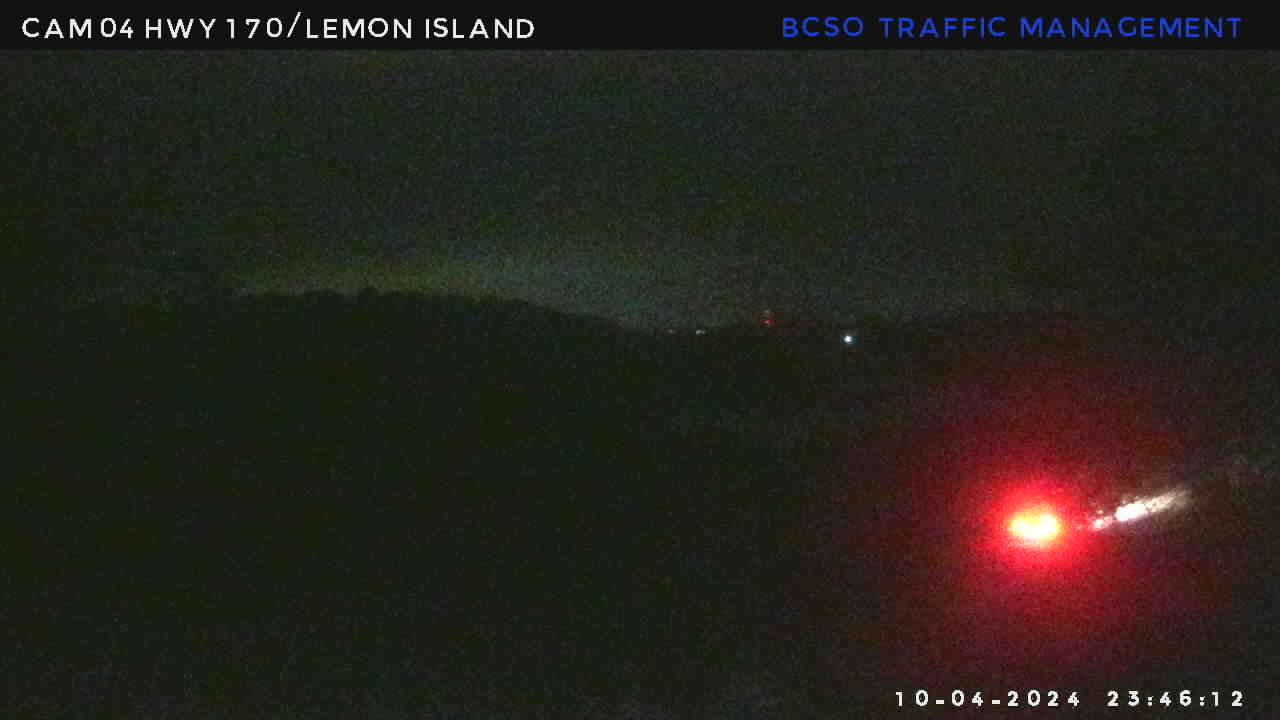 CAM04 HWY 170/LEMON ISLAND
BCSO TRAFFIC MANAGEMENT
10-04-2024 23:46:12